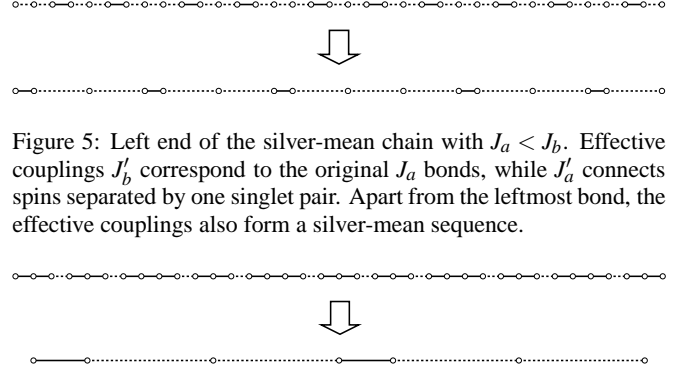 Figure 5: Left end of the silver-mean chain with J_a < J_b. Effective
couplings J′_b correspond to the original J_a bonds, while J′_a connects
spins separated by one singlet pair. Apart from the leftmost bond, the
effective couplings also form a silver-mean sequence.